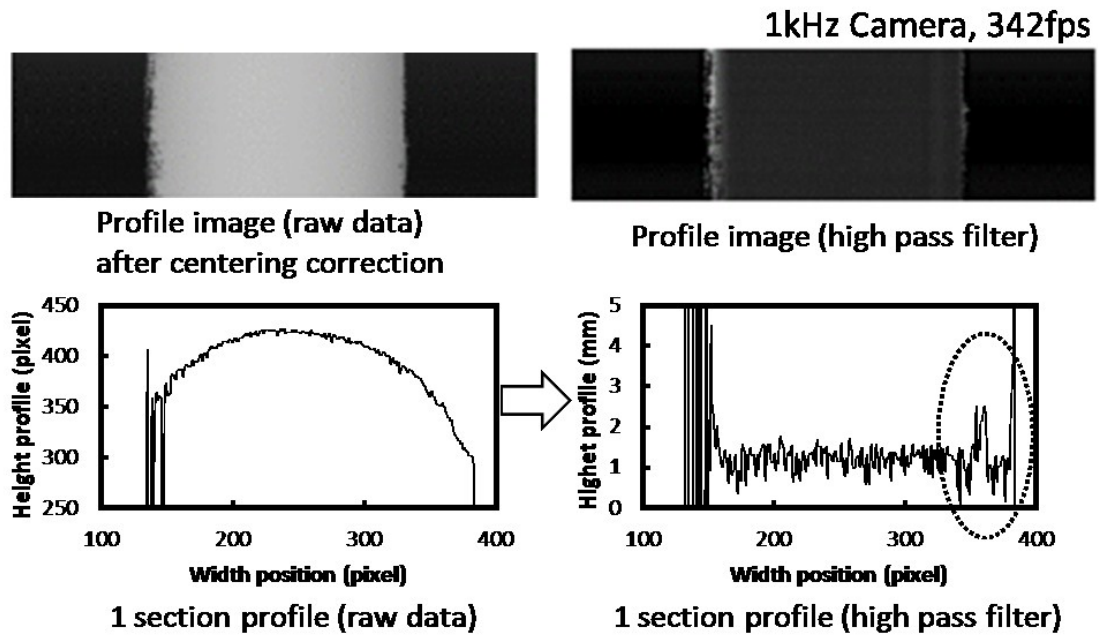 1kHz Camera, 342fps
Profile image (raw data)
after centering correction
Profile image (high pass filter)
450
400
350
300
250
Height profile (pixel)
100 200 300 400
Width position (pixel)
1 section profile (raw data)
5
4
3
2
1
0
Highet profile (mm)
100 200 300 400
Width position (pixel)
1 section profile (high pass filter)